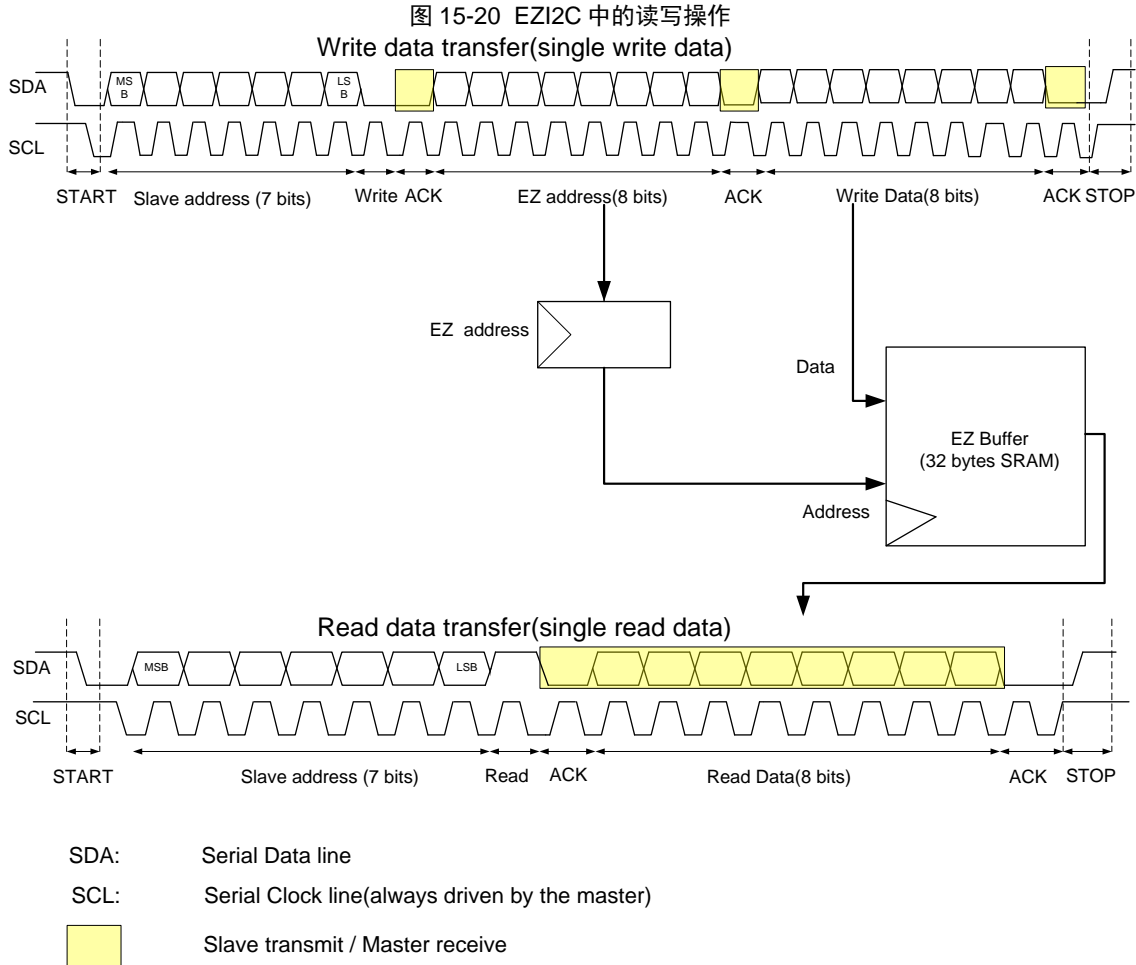 图 15-20 EZI2C 中的读写操作
Write data transfer(single write data)
SDA
MS
B
LS
B
SCL
START Slave address (7 bits) Write ACK EZ address(8 bits) ACK Write Data(8 bits) ACK STOP
EZ address
Data
EZ Buffer
(32 bytes SRAM)
Address
Read data transfer(single read data)
SDA MSB LSB
SCL
START Slave address (7 bits) Read ACK Read Data(8 bits) ACK STOP
SDA: Serial Data line
SCL: Serial Clock line(always driven by the master)
Slave transmit / Master receive